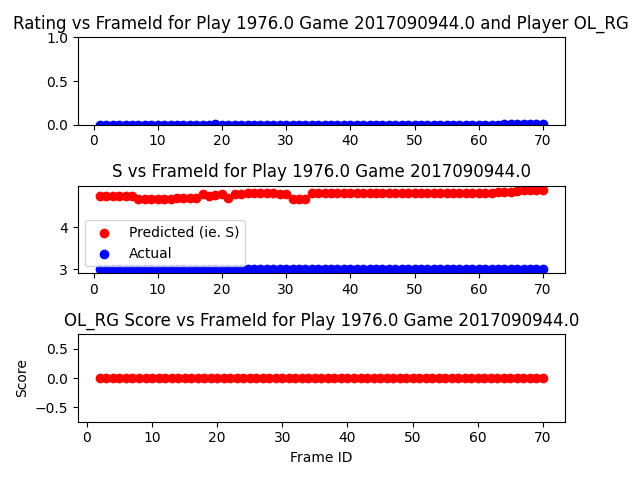 Rating vs FrameId for Play 1976.0 Game 2017090944.0 and Player OL_RG
1.0
0.5
0.0
0 10 20 30 40 50 60 70
S vs FrameId for Play 1976.0 Game 2017090944.0
4
3
Predicted (ie. S)
Actual
0 10 20 30 40 50 60 70
OL_RG Score vs FrameId for Play 1976.0 Game 2017090944.0
Score
0.5
0.0
−0.5
0 10 20 30 40 50 60 70
Frame ID